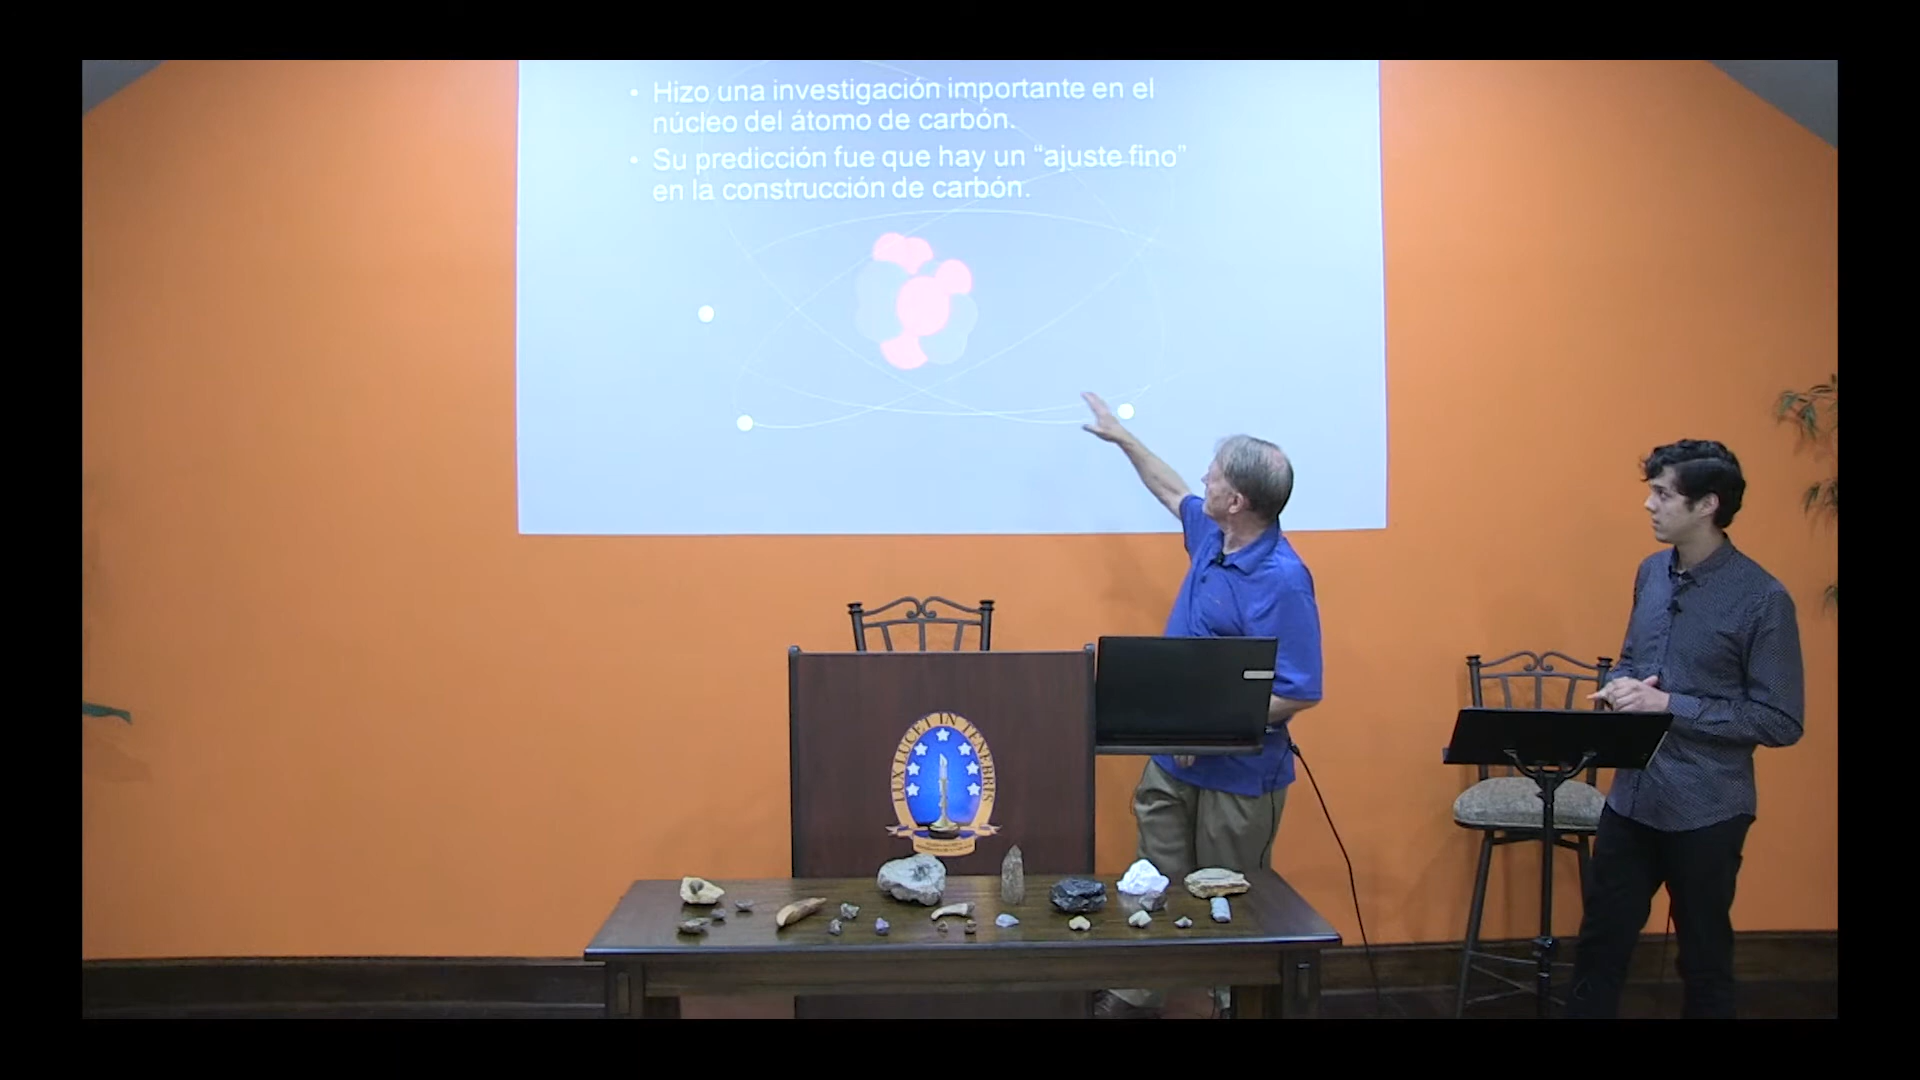 • Hizo una investigación importante en el
núcleo del átomo de carbón.
• Su predicción fue que hay un “ajuste fino”
en la construcción de carbón.
LUX LUCET IN TENEBRIS